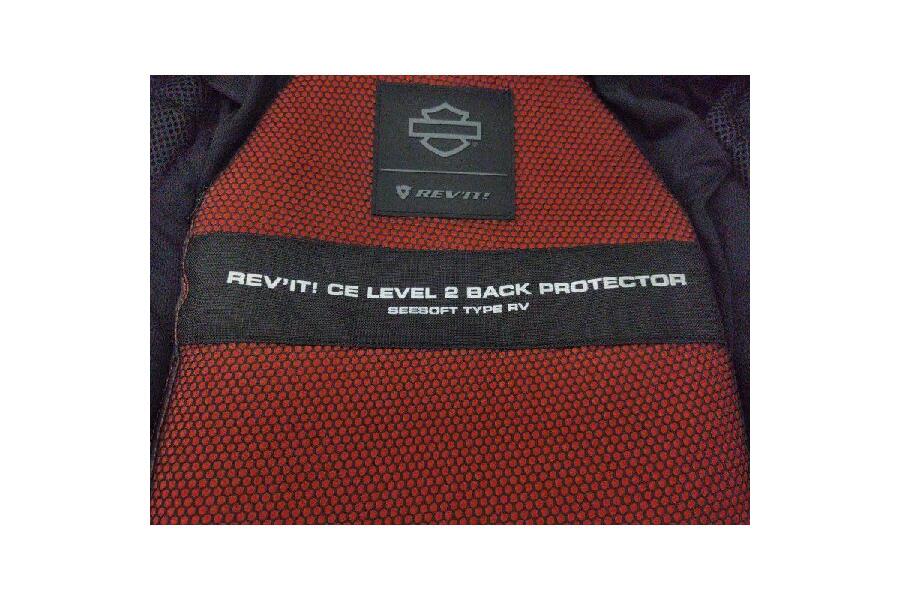 REV'IT!
REV'IT! CE LEVEL 2 BACK PROTECTOR
SEESOFT TYPE RV